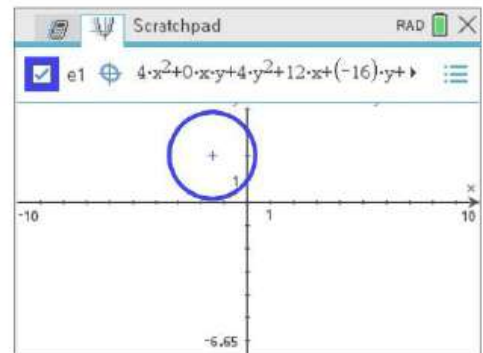 Scratchpad RAD
e1 4·x²+0·x·y+4·y²+12·x+(−16)·y+
1 x
-10 1 10
-6.65